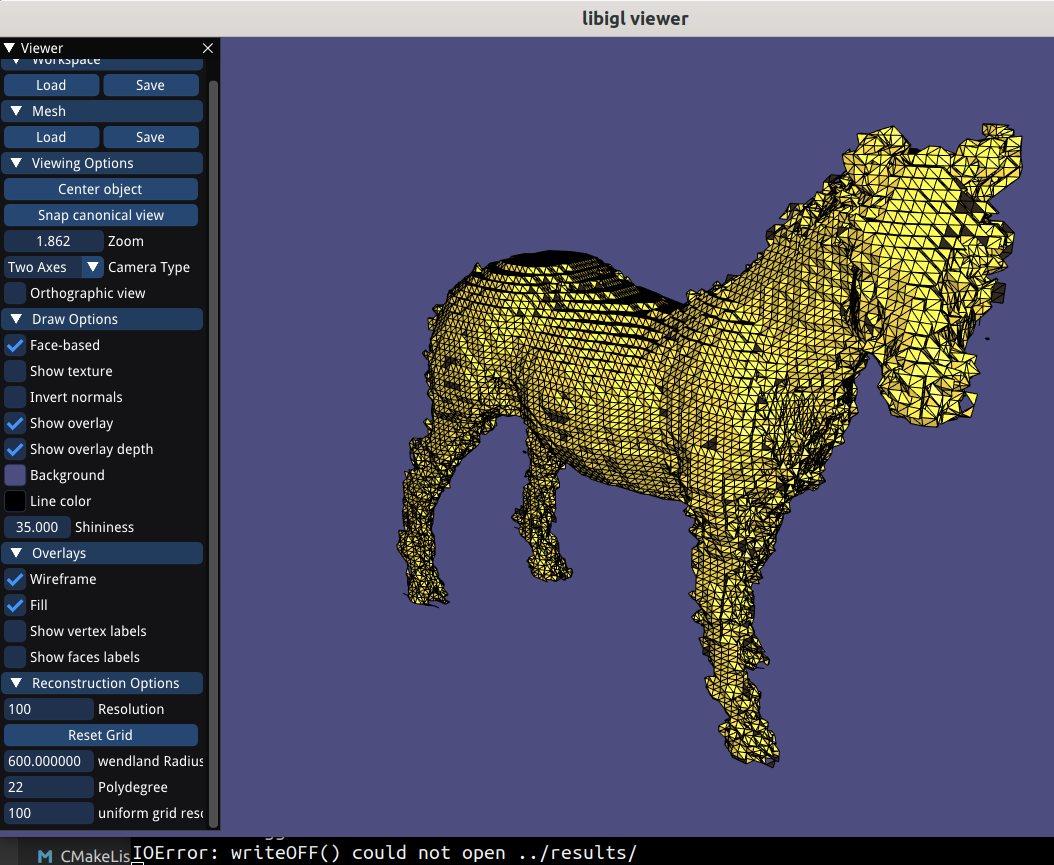 libigl viewer
Viewer
Workspace
Load Save
Mesh
Load Save
Viewing Options
Center object
Snap canonical view
1.862 Zoom
Two Axes Camera Type
Orthographic view
Draw Options
Face-based
Show texture
Invert normals
Show overlay
Show overlay depth
Background
Line color
35.000 Shininess
Overlays
Wireframe
Fill
Show vertex labels
Show faces labels
Reconstruction Options
100 Resolution
Reset Grid
600.000000 wendland Radius
22 Polydegree
100 uniform grid reso
CMakeLis
IOError: writeOFF() could not open ../results/